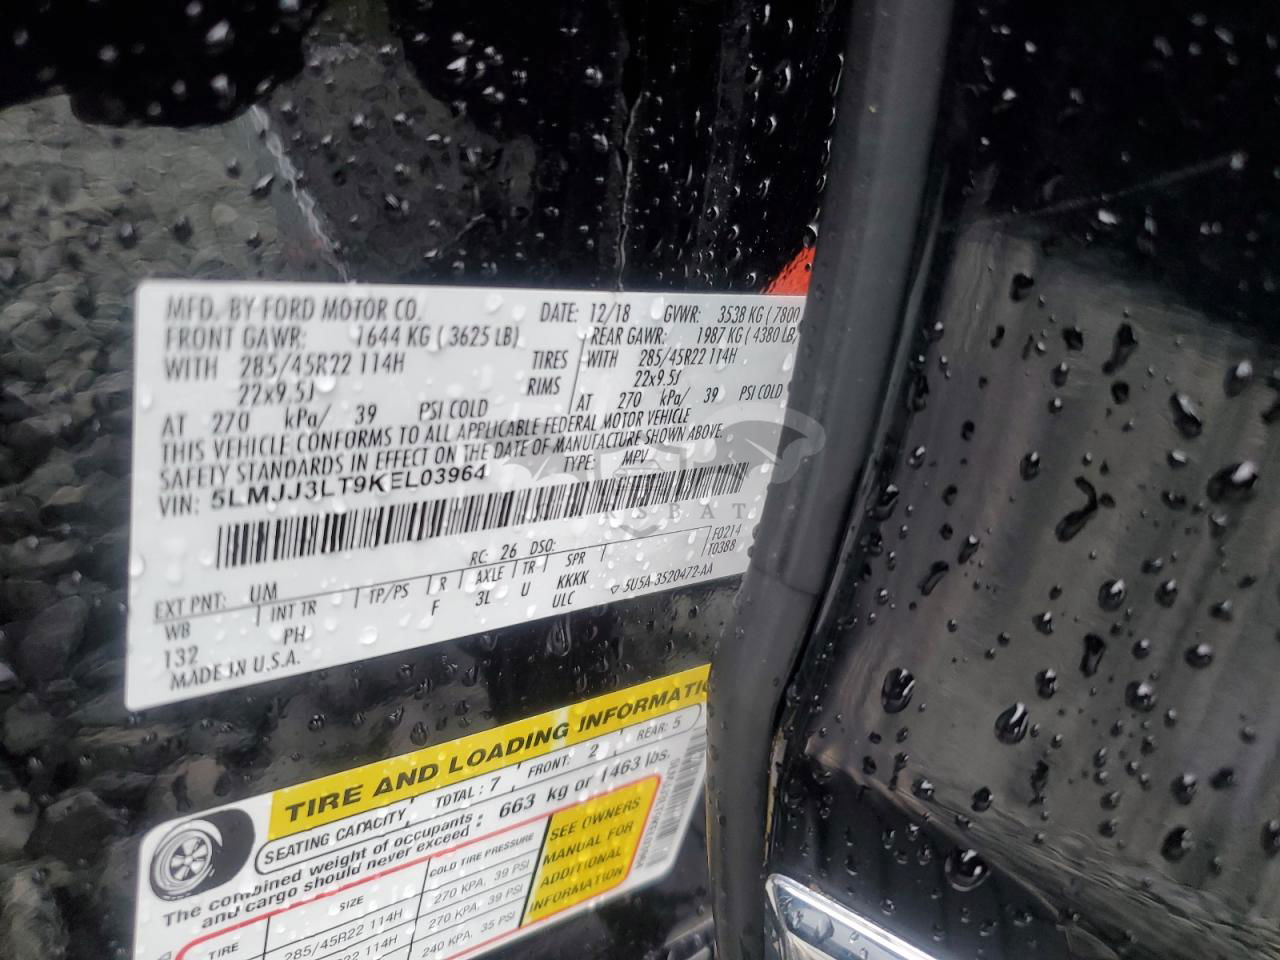 MFD. BY FORD MOTOR CO. DATE: 12/18 GVWR: 3538 KG ( 7800
FRONT GAWR: 1644 KG ( 3625 LB) REAR GAWR: 1987 KG ( 4380 LB)
WITH 285/45R22 114H TIRES WITH 285/45R22 114H
22x9.5J RIMS 22x9.5J
AT 270 kPa/ 39 PSI COLD AT 270 kPa/ 39 PSI COLD
THIS VEHICLE CONFORMS TO ALL APPLICABLE FEDERAL MOTOR VEHICLE
SAFETY STANDARDS IN EFFECT ON THE DATE OF MANUFACTURE SHOWN ABOVE.
VIN: 5LMJJ3LT9KEL03964 TYPE: MPV
RC: 26 DSO: F0214
EXT PNT: UM T0388
WB INT TR TP/PS R AXLE TR SPR
132 PH F 3L U KKKK
ULC 5U5A-3520472-AA
MADE IN U.S.A.
TIRE AND LOADING INFORMATIO
SEATING CAPACITY TOTAL: 7 FRONT: 2 REAR: 5
The combined weight of occupants and cargo should never exceed: 663 kg or 1463 lbs.
TIRE SIZE COLD TIRE PRESSURE
285/45R22 114H 270 KPA, 39 PSI
R22 114H 270 KPA, 39 PSI
240 KPA, 35 PSI
SEE OWNERS
MANUAL FOR
ADDITIONAL
INFORMATION